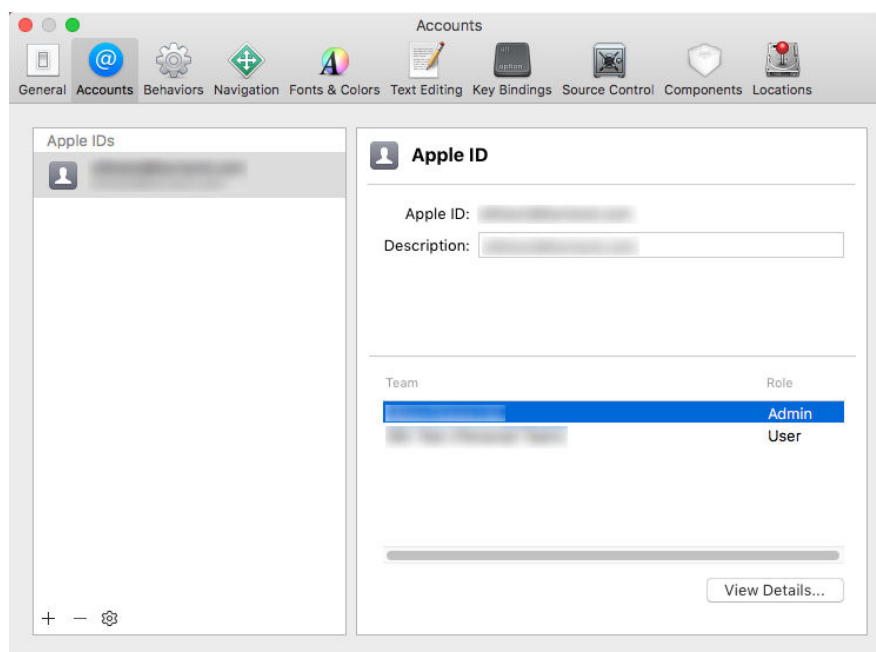 Accounts
General Accounts Behaviors Navigation Fonts & Colors Text Editing Key Bindings Source Control Components Locations
Apple IDs
Apple ID
Apple ID:
Description:
Team Role
Admin
User
View Details...